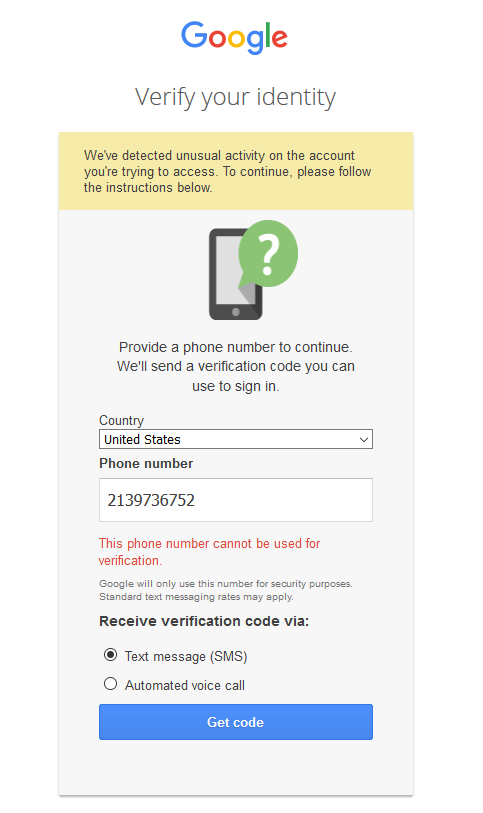 Google
Verify your identity
We've detected unusual activity on the account
you're trying to access. To continue, please follow
the instructions below.
?
Provide a phone number to continue.
We'll send a verification code you can
use to sign in.
Country
United States
Phone number
2139736752
This phone number cannot be used for
verification.
Google will only use this number for security purposes.
Standard text messaging rates may apply.
Receive verification code via:
Text message (SMS)
Automated voice call
Get code